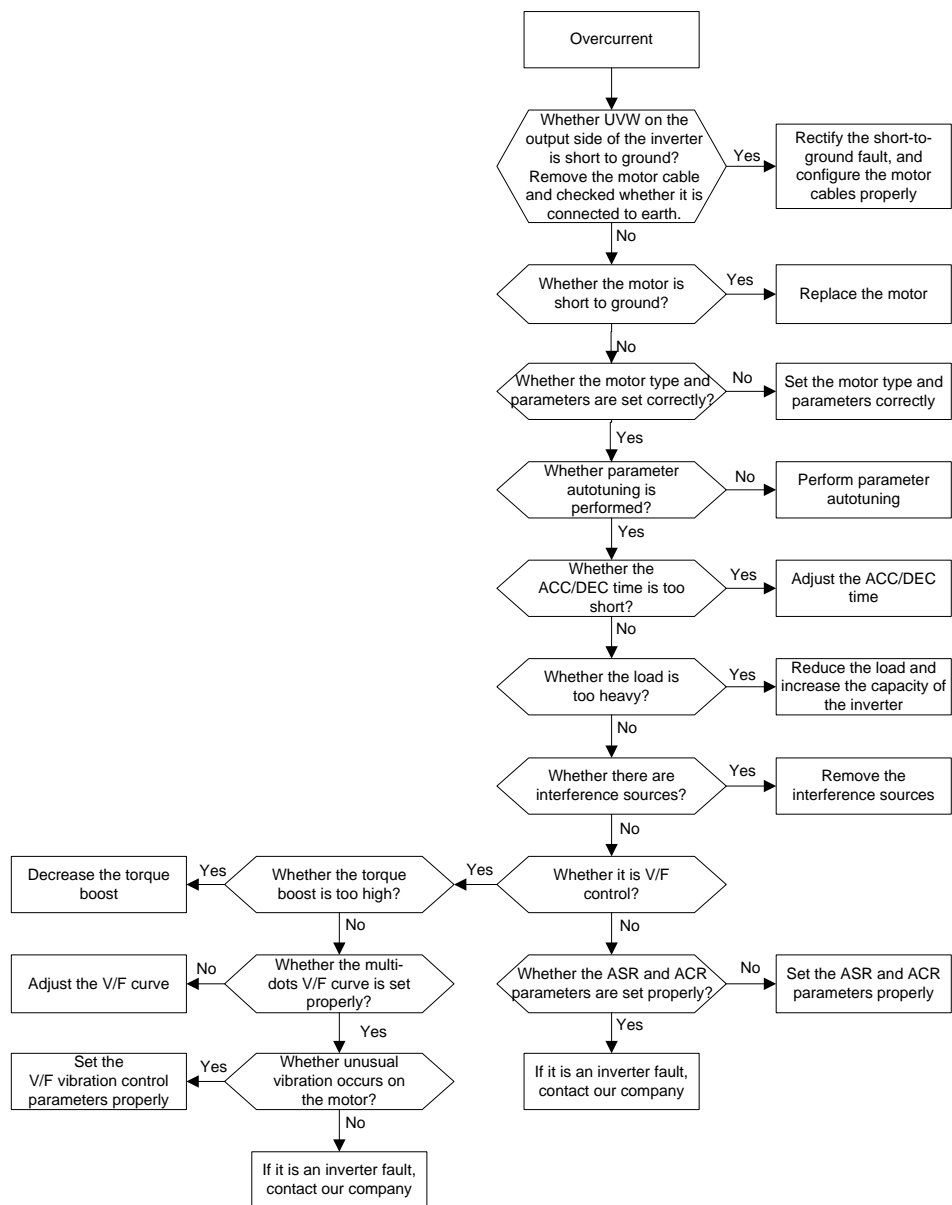 Overcurrent
Whether UVW on the
output side of the inverter
is short to ground?
Remove the motor cable
and checked whether it is
connected to earth.
Yes
Rectify the short-to-
ground fault, and
configure the motor
cables properly
No
Whether the motor is
short to ground?
Yes
Replace the motor
No
Whether the motor type and
parameters are set correctly?
No
Set the motor type and
parameters correctly
Yes
Whether parameter
autotuning is
performed?
No
Perform parameter
autotuning
Yes
Whether the
ACC/DEC time is too
short?
Yes
Adjust the ACC/DEC
time
No
Whether the load is
too heavy?
Yes
Reduce the load and
increase the capacity of
the inverter
No
Whether there are
interference sources?
Yes
Remove the
interference sources
No
Decrease the torque
boost
Yes
Whether the torque
boost is too high?
Yes
Whether it is V/F
control?
No
No
Adjust the V/F curve
No
Whether the multi-
dots V/F curve is set
properly?
Whether the ASR and ACR
parameters are set properly?
No
Set the ASR and ACR
parameters properly
Yes
Yes
Set the
V/F vibration control
parameters properly
Yes
Whether unusual
vibration occurs on
the motor?
If it is an inverter fault,
contact our company
No
If it is an inverter fault,
contact our company